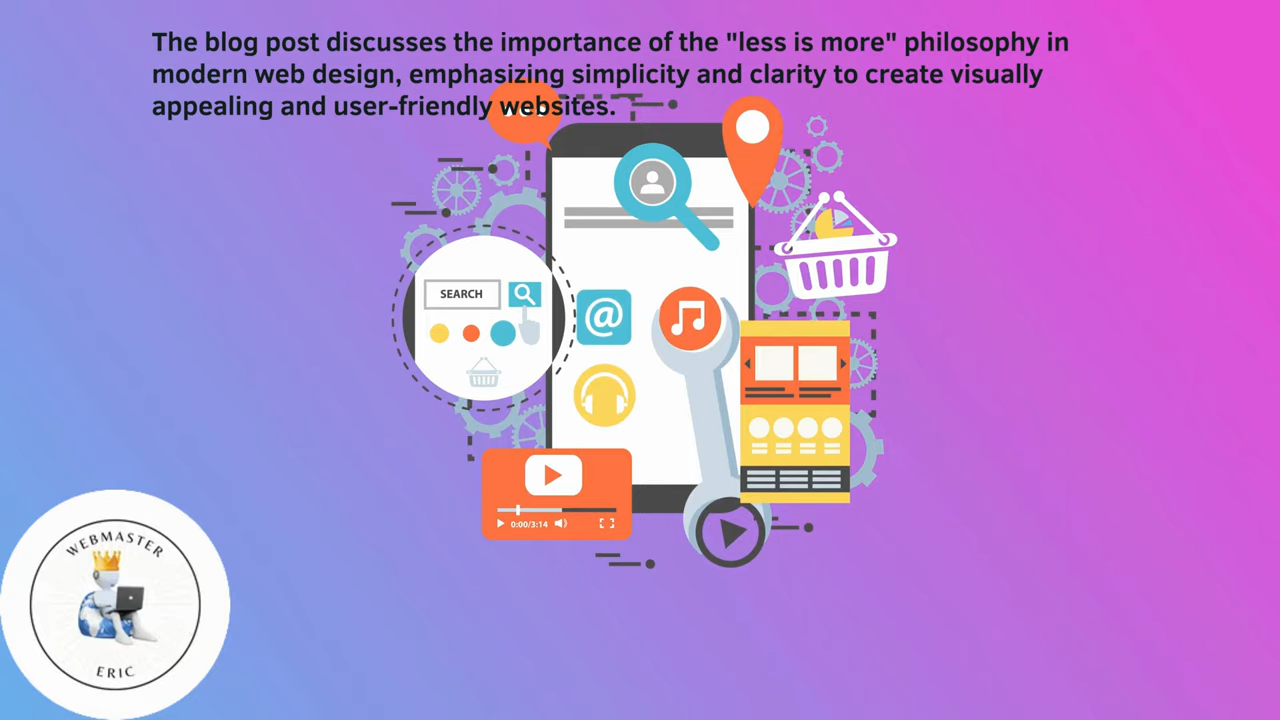 The blog post discusses the importance of the "less is more" philosophy in
modern web design, emphasizing simplicity and clarity to create visually
appealing and user-friendly websites.
SEARCH
@
0:00/3:14
WEBMASTER
ERIC